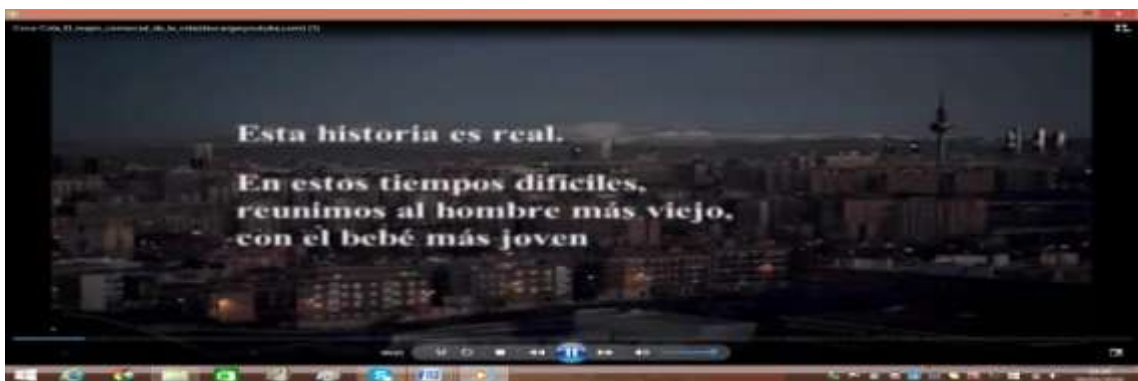 Esta historia es real.
En estos tiempos difíciles,
reunimos al hombre más viejo,
con el bebé más joven